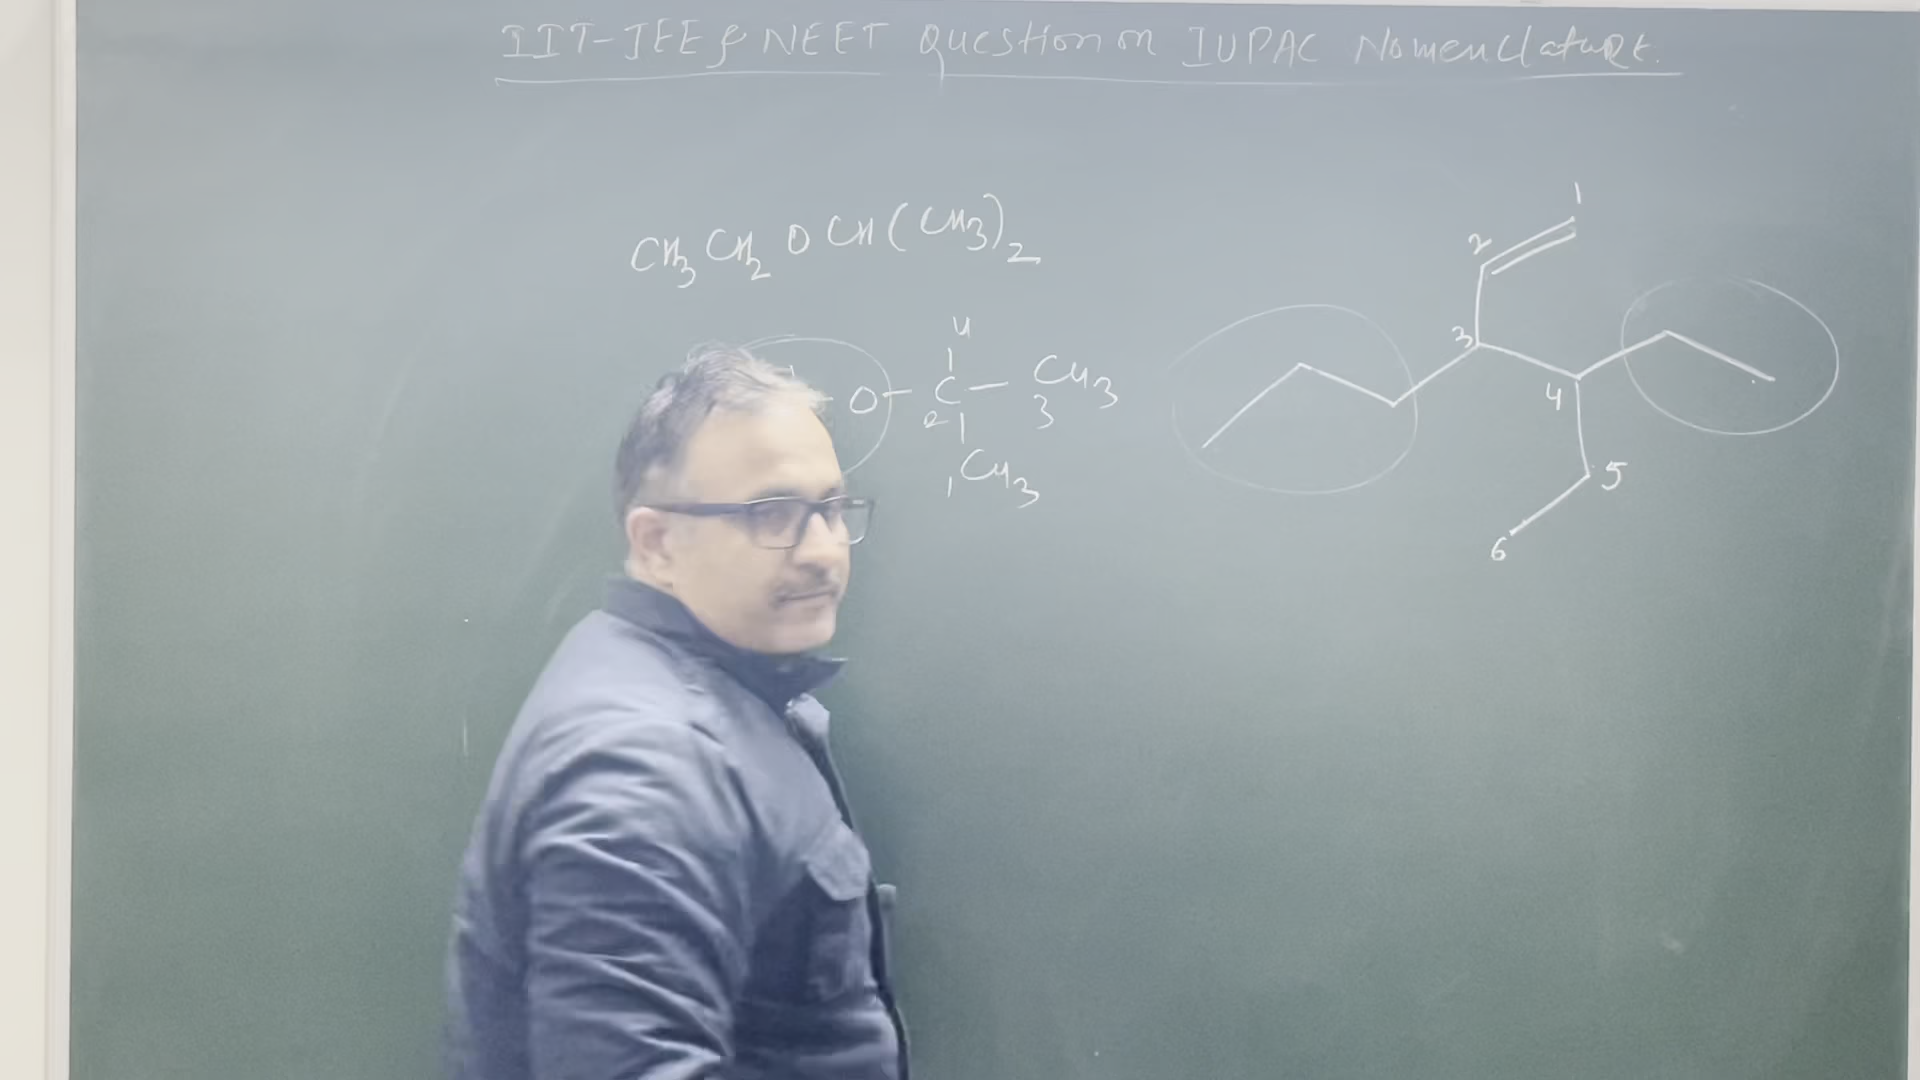 IIT-JEE & NEET Question on IUPAC Nomenclature.
CH3 CH2 O CH (CH3)2
H
O - C - CH3
2 3
CH3
1
1
2
3
4
5
6